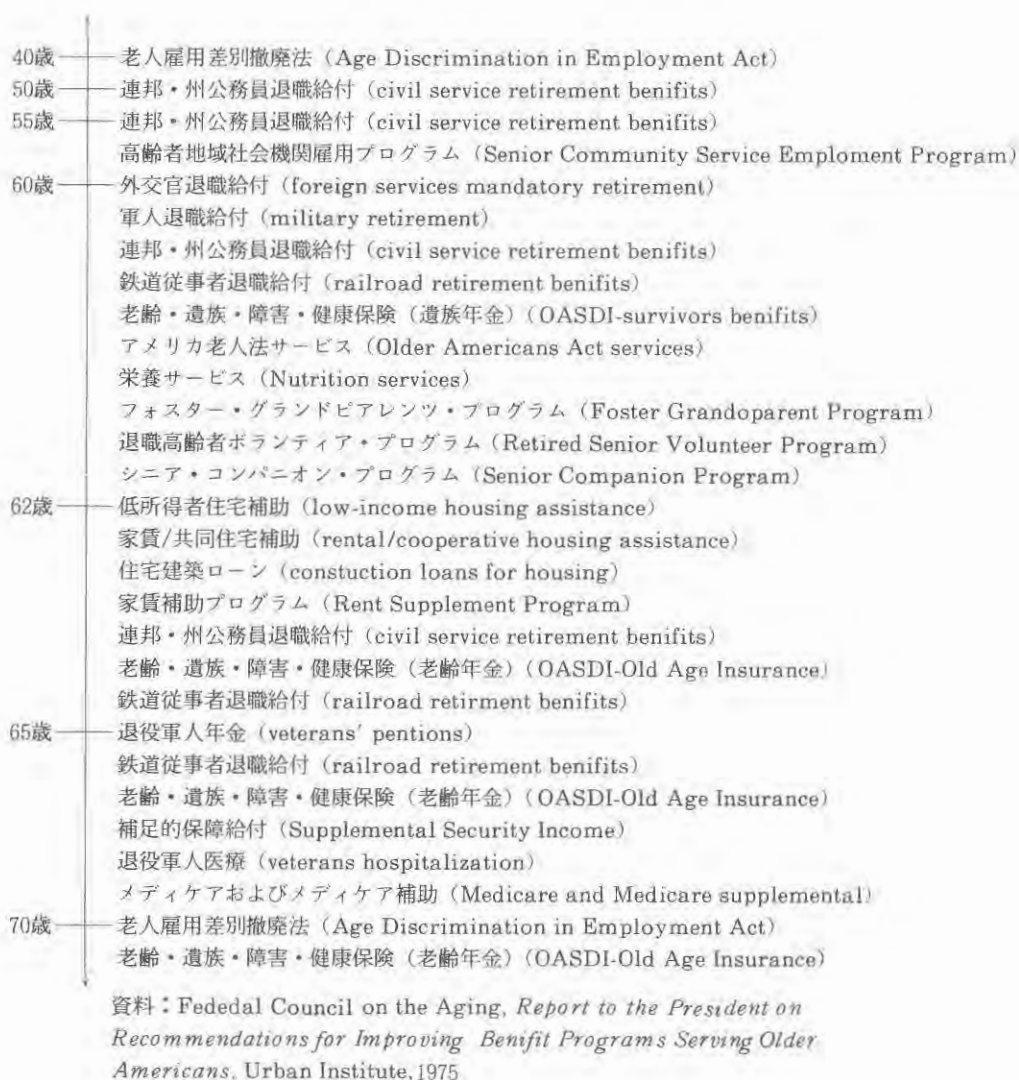 40歳 老人雇用差別撤廃法 (Age Discrimination in Employment Act)
50歳 連邦・州公務員退職給付 (civil service retirement benifits)
55歳 連邦・州公務員退職給付 (civil service retirement benifits)
高齢者地域社会機関雇用プログラム (Senior Community Service Emploment Program)
60歳 外交官退職給付 (foreign services mandatory retirement)
軍人退職給付 (military retirement)
連邦・州公務員退職給付 (civil service retirement benifits)
鉄道従事者退職給付 (railroad retirement benifits)
老齢・遺族・障害・健康保険 (遺族年金) (OASDI-survivors benifits)
アメリカ老人法サービス (Older Americans Act services)
栄養サービス (Nutrition services)
フォスター・グランドピアレンツ・プログラム (Foster Grandoparent Program)
退職高齢者ボランティア・プログラム (Retired Senior Volunteer Program)
シニア・コンパニオン・プログラム (Senior Companion Program)
62歳 低所得者住宅補助 (low-income housing assistance)
家賃/共同住宅補助 (rental/cooperative housing assistance)
住宅建築ローン (constuction loans for housing)
家賃補助プログラム (Rent Supplement Program)
連邦・州公務員退職給付 (civil service retirement benifits)
老齢・遺族・障害・健康保険 (老齢年金) (OASDI-Old Age Insurance)
鉄道従事者退職給付 (railroad retirment benifits)
65歳 退役軍人年金 (veterans' pentions)
鉄道従事者退職給付 (railroad retirement benifits)
老齢・遺族・障害・健康保険 (老齢年金) (OASDI-Old Age Insurance)
補足的保障給付 (Supplemental Security Income)
退役軍人医療 (veterans hospitalization)
メディケアおよびメディケア補助 (Medicare and Medicare supplemental)
70歳 老人雇用差別撤廃法 (Age Discrimination in Employment Act)
老齢・遺族・障害・健康保険 (老齢年金) (OASDI-Old Age Insurance)
資料：Fededal Council on the Aging, Report to the President on
Recommendations for Improving Benifit Programs Serving Older
Americans, Urban Institute, 1975